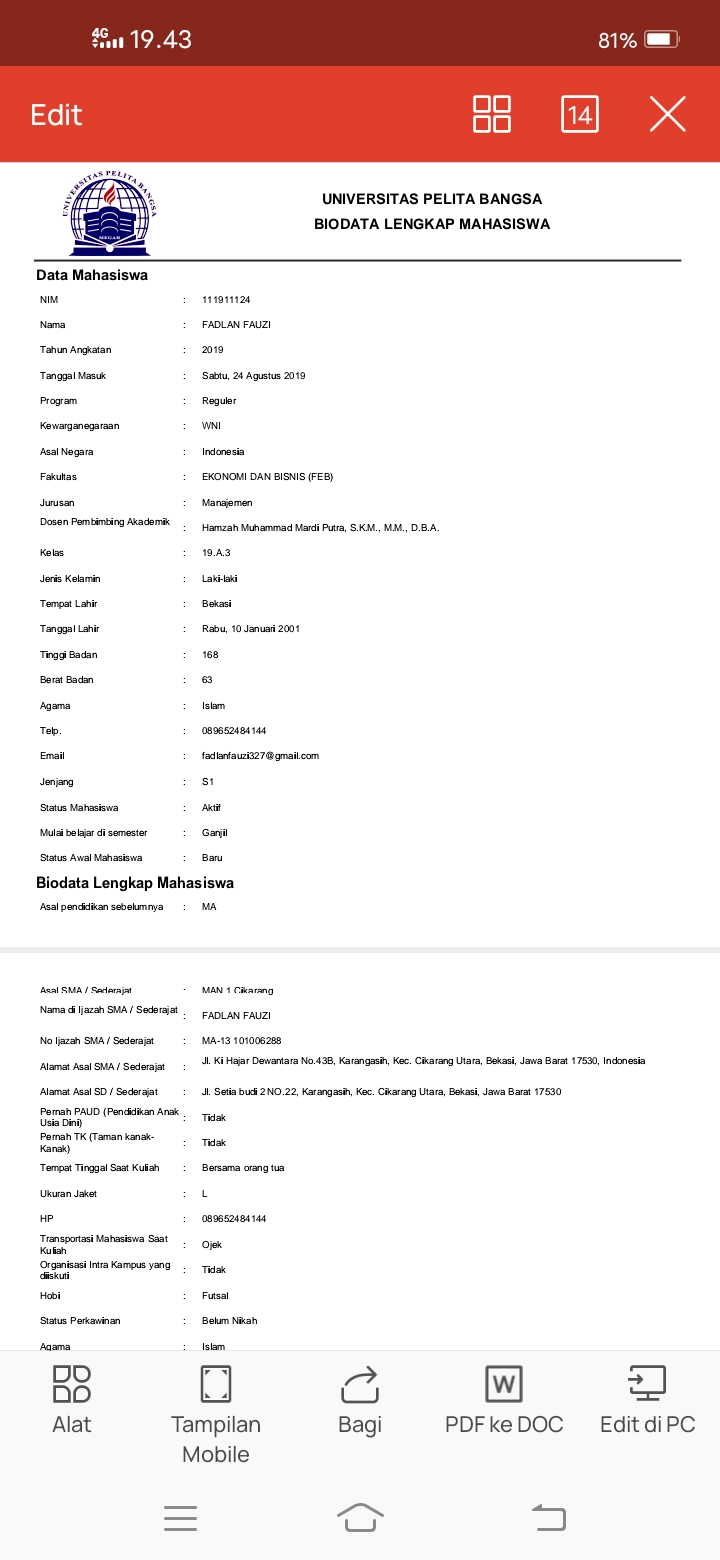 4G 19.43 81%
Edit 14
UNIVERSITAS PELITA BANGSA
MEGAR
UNIVERSITAS PELITA BANGSA
BIODATA LENGKAP MAHASISWA
Data Mahasiswa
NIM : 111911124
Nama : FADLAN FAUZI
Tahun Angkatan : 2019
Tanggal Masuk : Sabtu, 24 Agustus 2019
Program : Reguler
Kewarganegaraan : WNI
Asal Negara : Indonesia
Fakultas : EKONOMI DAN BISNIS (FEB)
Jurusan : Manajemen
Dosen Pembimbing Akademik : Hamzah Muhammad Mardi Putra, S.K.M., M.M., D.B.A.
Kelas : 19.A.3
Jenis Kelamin : Laki-laki
Tempat Lahir : Bekasi
Tanggal Lahir : Rabu, 10 Januari 2001
Tinggi Badan : 168
Berat Badan : 63
Agama : Islam
Telp. : 089652484144
Email : fadlanfauzi327@gmail.com
Jenjang : S1
Status Mahasiswa : Aktif
Mulai belajar di semester : Ganjil
Status Awal Mahasiswa : Baru
Biodata Lengkap Mahasiswa
Asal pendidikan sebelumnya : MA
Asal SMA / Sederajat : MAN 1 Cikarang
Nama di Ijazah SMA / Sederajat : FADLAN FAUZI
No Ijazah SMA / Sederajat : MA-13 101006288
Alamat Asal SMA / Sederajat : Jl. Ki Hajar Dewantara No.43B, Karangasih, Kec. Cikarang Utara, Bekasi, Jawa Barat 17530, Indonesia
Alamat Asal SD / Sederajat : Jl. Setia budi 2 NO.22, Karangasih, Kec. Cikarang Utara, Bekasi, Jawa Barat 17530
Pernah PAUD (Pendidikan Anak
Usia Dini) : Tidak
Pernah TK (Taman kanak-
Kanak) : Tidak
Tempat Tinggal Saat Kuliah : Bersama orang tua
Ukuran Jaket : L
HP : 089652484144
Transportasi Mahasiswa Saat
Kuliah : Ojek
Organisasi Intra Kampus yang
diikuti : Tidak
Hobi : Futsal
Status Perkawinan : Belum Nikah
Agama : Islam
W
Alat
Tampilan
Mobile
Bagi
PDF ke DOC
Edit di PC